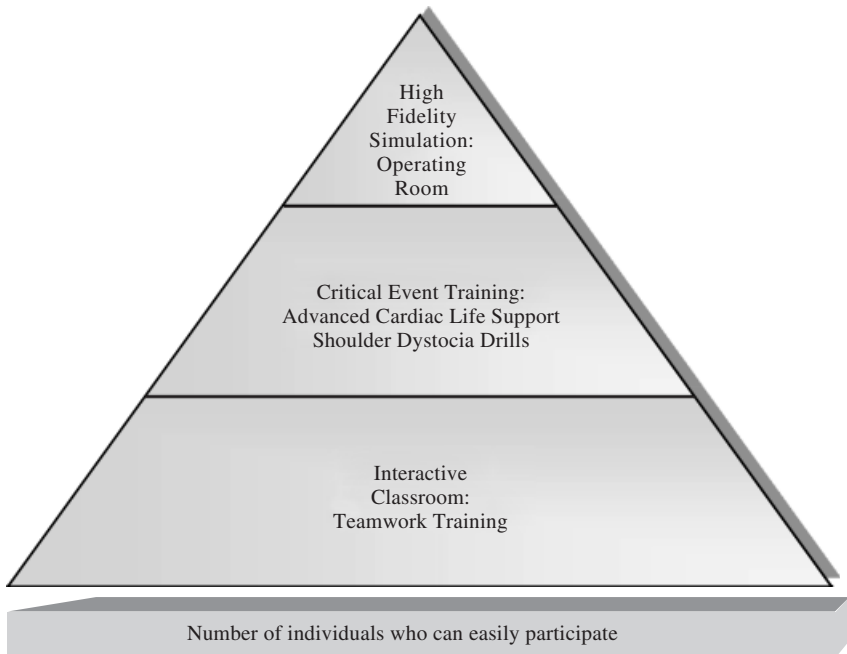 High
Fidelity
Simulation:
Operating
Room
Critical Event Training:
Advanced Cardiac Life Support
Shoulder Dystocia Drills
Interactive
Classroom:
Teamwork Training
Number of individuals who can easily participate